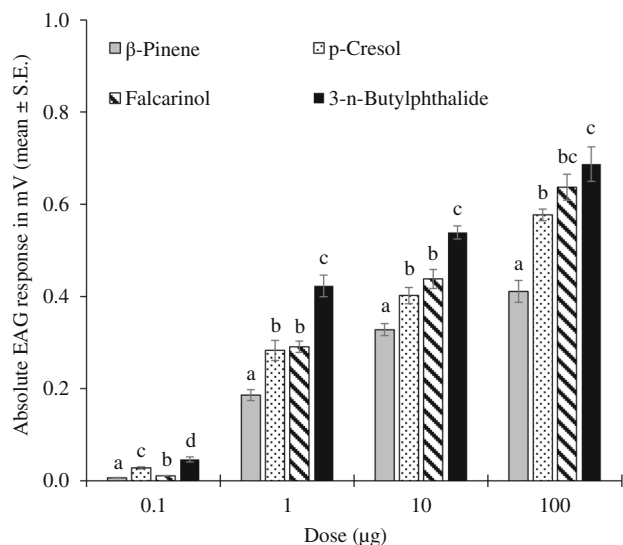 Absolute EAG response in mV (mean ± S.E.)
1.0
0.8
0.6
0.4
0.2
0.0
β-Pinene
p-Cresol
Falcarinol
3-n-Butylphthalide
a
c
b
d
a
b
b
c
a
b
b
c
a
b
bc
c
0.1
1
10
100
Dose (µg)